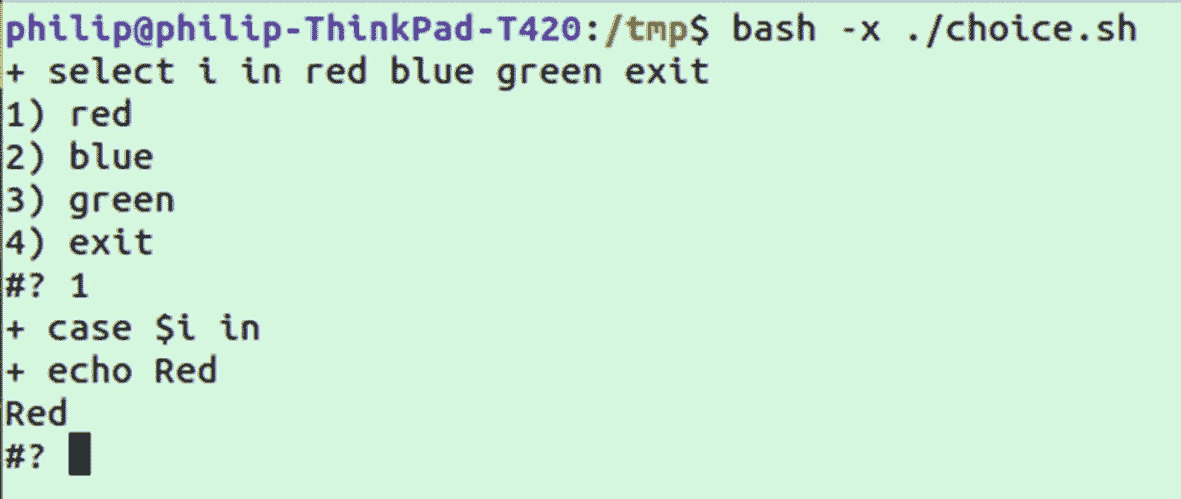 philip@philip-ThinkPad-T420:/tmp$ bash -x ./choice.sh
+ select i in red blue green exit
1) red
2) blue
3) green
4) exit
#? 1
+ case $i in
+ echo Red
Red
#?